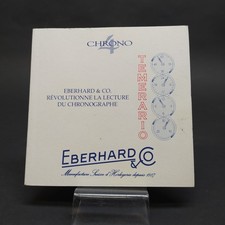 CHRONO
4
TEMERARIO
EBERHARD & CO.
RÉVOLUTIONNE LA LECTURE
DU CHRONOGRAPHE
EBERHARD & CO
Manufacture Suisse d'Horlogerie depuis 1887